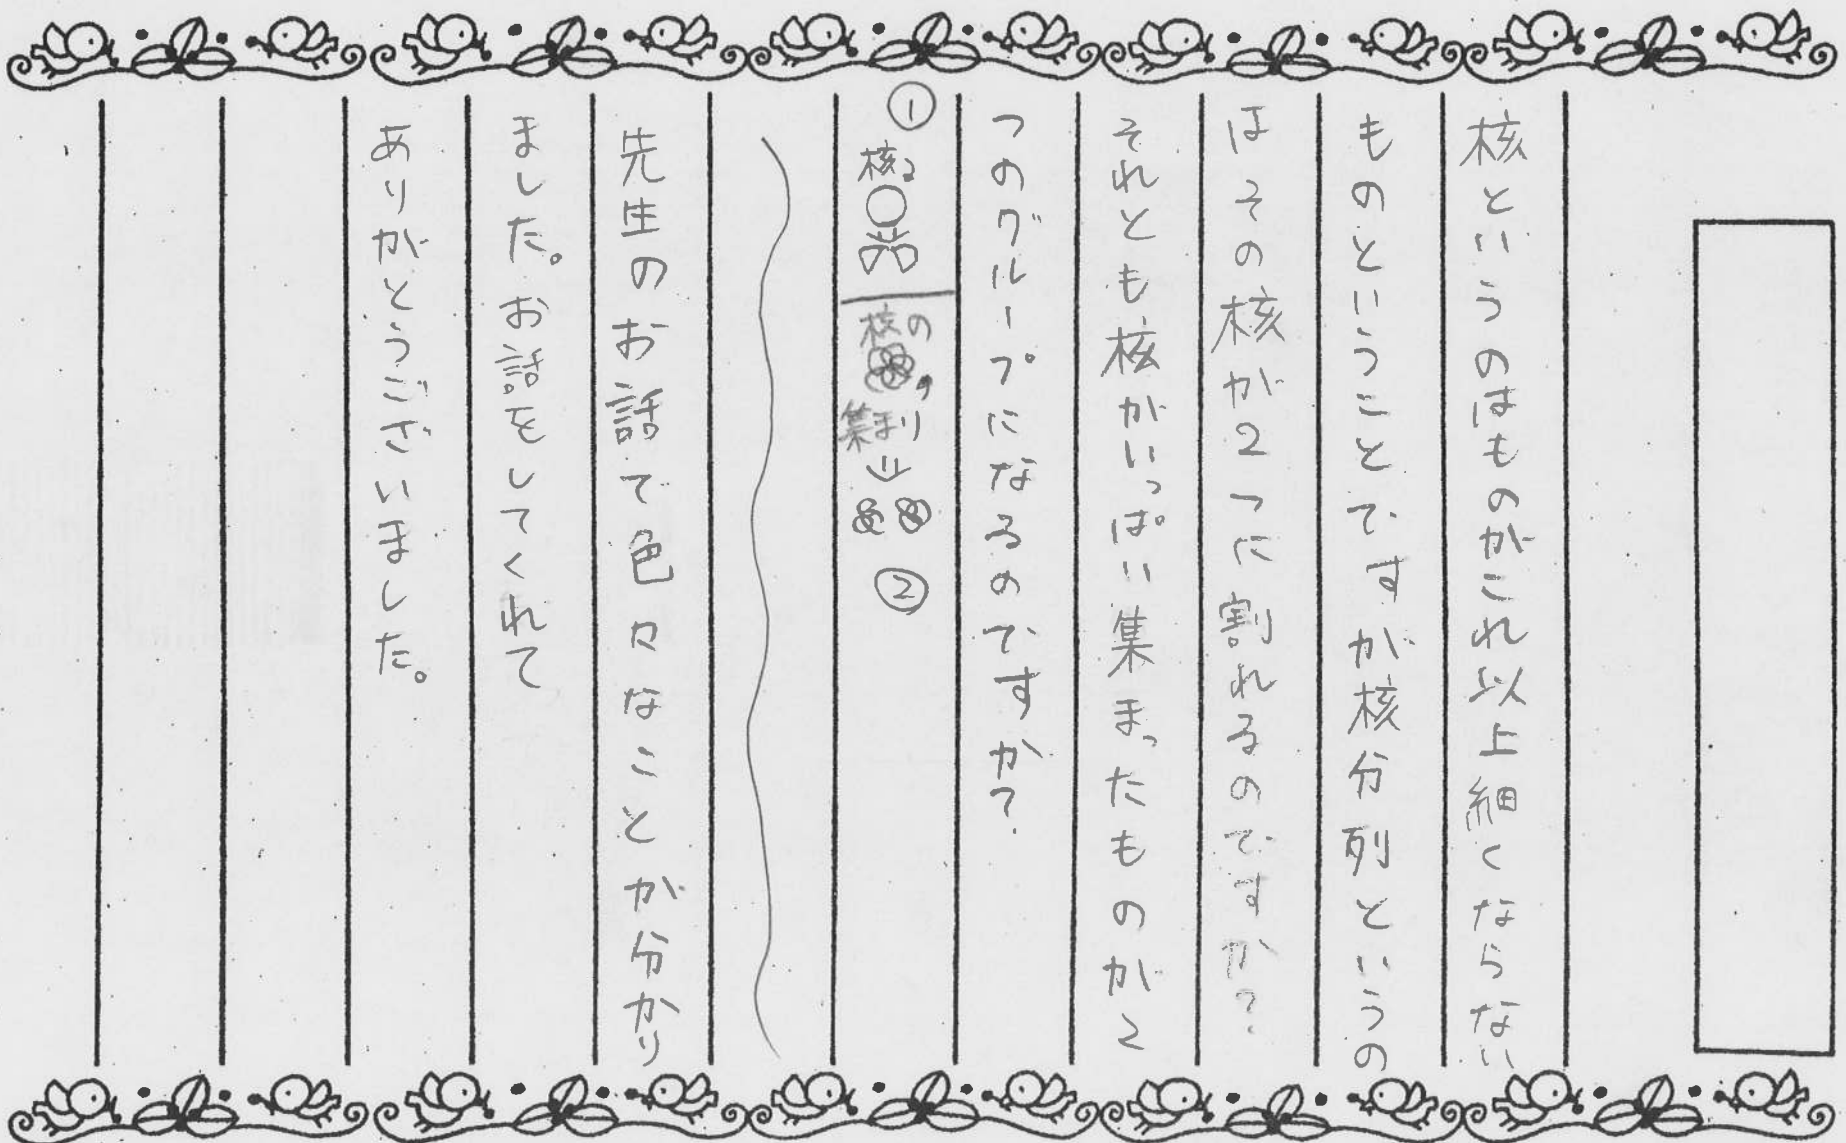 核というのはものがこれ以上細くならない
ものということですが核分列というの
はその核が2つに割れるのですか?
それとも核がいっぱい集まったものが2
つのグループになるのですか?
①
核
核の
集まり
②
先生のお話で色々なことが分かり
ました。お話をしてくれて
ありがとうございました。